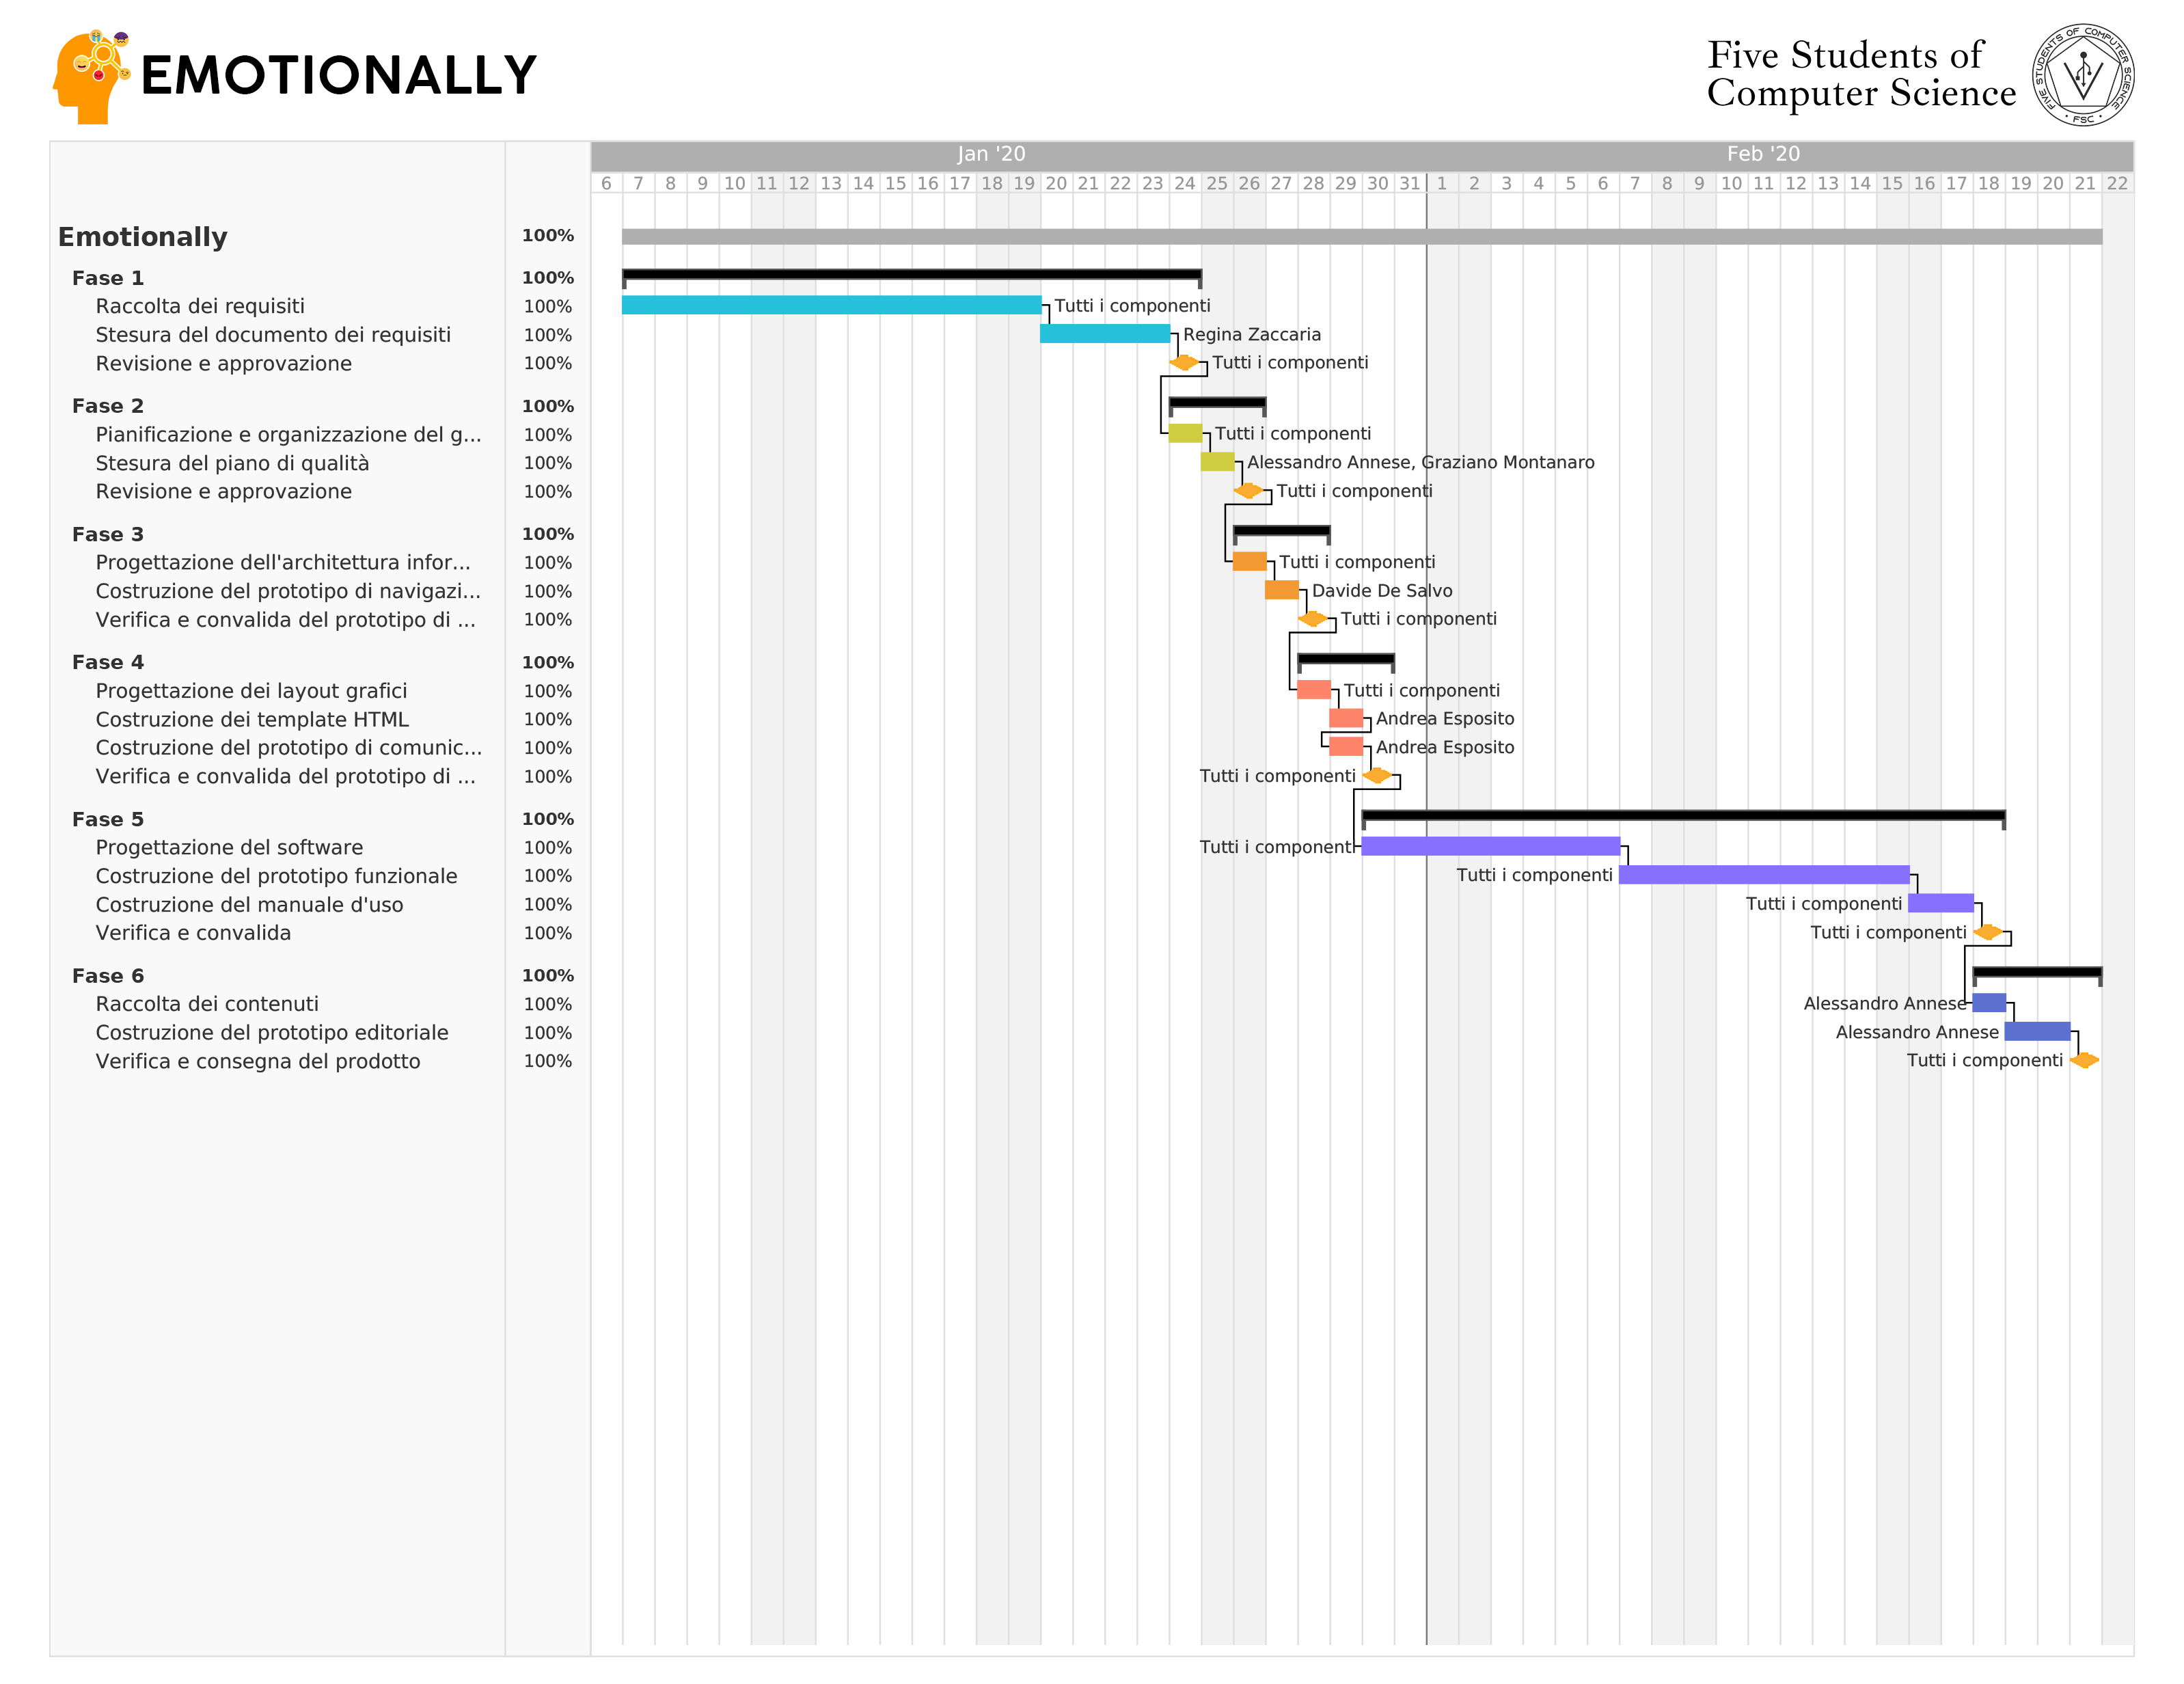 EMOTIONALLY
Five Students of
Computer Science
FIVE STUDENTS OF COMPUTER SCIENCE
• FSC •
Jan '20 Feb '20
6 7 8 9 10 11 12 13 14 15 16 17 18 19 20 21 22 23 24 25 26 27 28 29 30 31 1 2 3 4 5 6 7 8 9 10 11 12 13 14 15 16 17 18 19 20 21 22
Emotionally 100%
Fase 1 100%
Raccolta dei requisiti 100% Tutti i componenti
Stesura del documento dei requisiti 100% Regina Zaccaria
Revisione e approvazione 100% Tutti i componenti
Fase 2 100%
Pianificazione e organizzazione del g... 100% Tutti i componenti
Stesura del piano di qualità 100% Alessandro Annese, Graziano Montanaro
Revisione e approvazione 100% Tutti i componenti
Fase 3 100%
Progettazione dell'architettura infor... 100% Tutti i componenti
Costruzione del prototipo di navigazi... 100% Davide De Salvo
Verifica e convalida del prototipo di ... 100% Tutti i componenti
Fase 4 100%
Progettazione dei layout grafici 100% Tutti i componenti
Costruzione dei template HTML 100% Andrea Esposito
Costruzione del prototipo di comunic... 100% Andrea Esposito
Verifica e convalida del prototipo di ... 100% Tutti i componenti
Fase 5 100%
Progettazione del software 100% Tutti i componenti
Costruzione del prototipo funzionale 100% Tutti i componenti
Costruzione del manuale d'uso 100% Tutti i componenti
Verifica e convalida 100% Tutti i componenti
Fase 6 100%
Raccolta dei contenuti 100% Alessandro Annese
Costruzione del prototipo editoriale 100% Alessandro Annese
Verifica e consegna del prodotto 100% Tutti i componenti